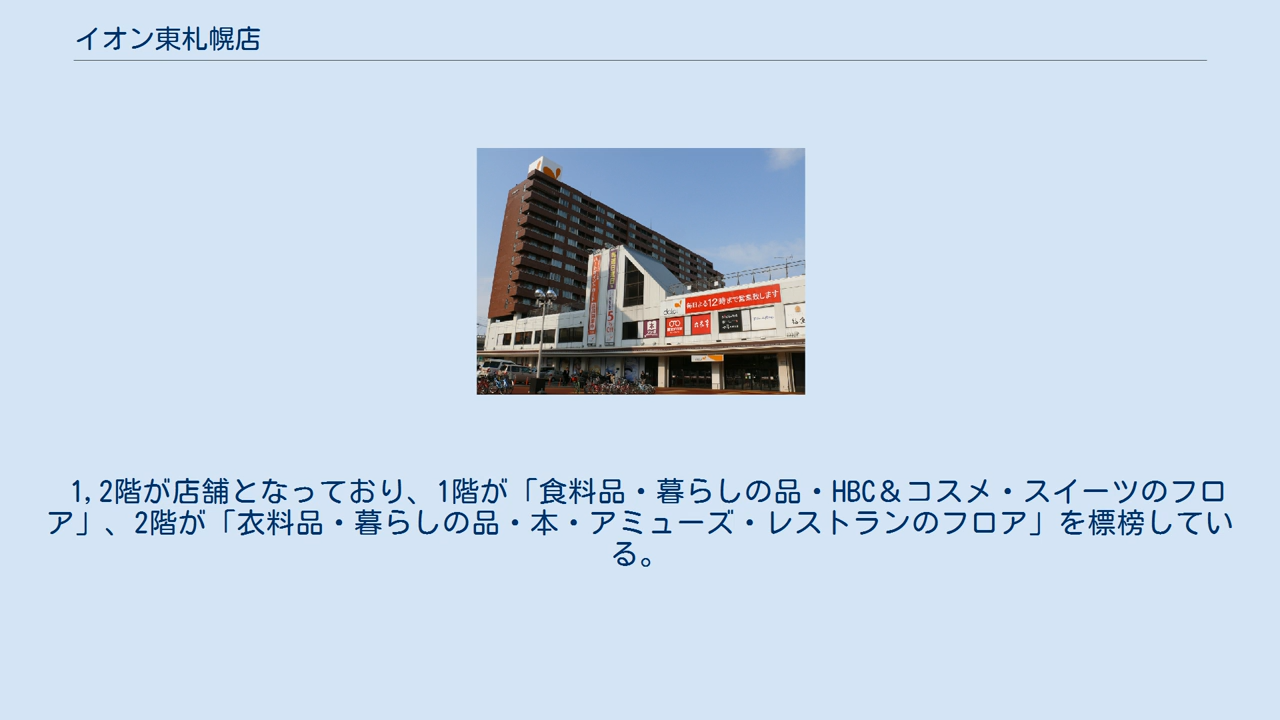 イオン東札幌店
毎日よる12時まで営業致します
1,2階が店舗となっており、1階が「食料品・暮らしの品・HBC＆コスメ・スイーツのフロ
ア」、2階が「衣料品・暮らしの品・本・アミューズ・レストランのフロア」を標榜してい
る。